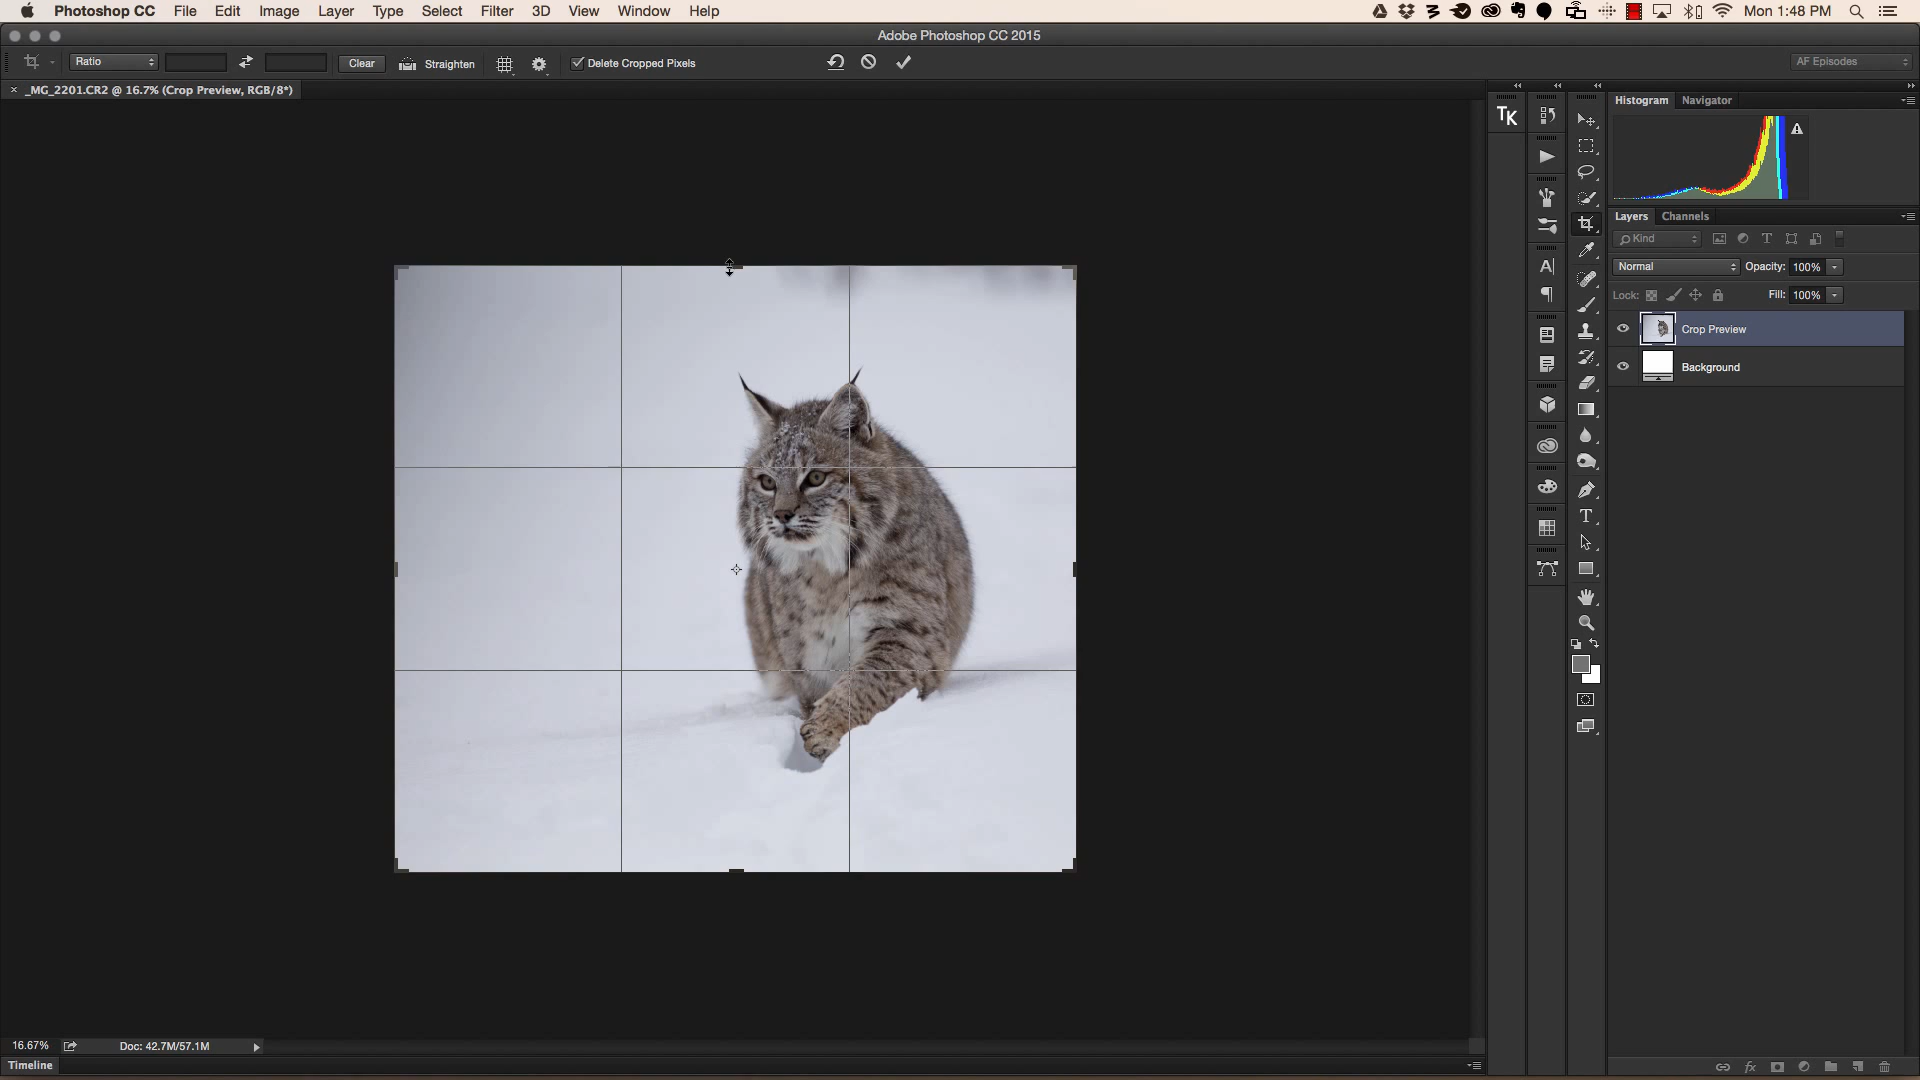 Photoshop CC File Edit Image Layer Type Select Filter 3D View Window Help Mon 1:48 PM
Adobe Photoshop CC 2015
Ratio Clear Straighten Delete Cropped Pixels AF Episodes
× _MG_2201.CR2 @ 16.7% (Crop Preview, RGB/8*)
Histogram Navigator
TK
Layers Channels
Kind
Normal Opacity: 100%
Lock: Fill: 100%
Crop Preview
Background
16.67% Doc: 42.7M/57.1M
Timeline
fx